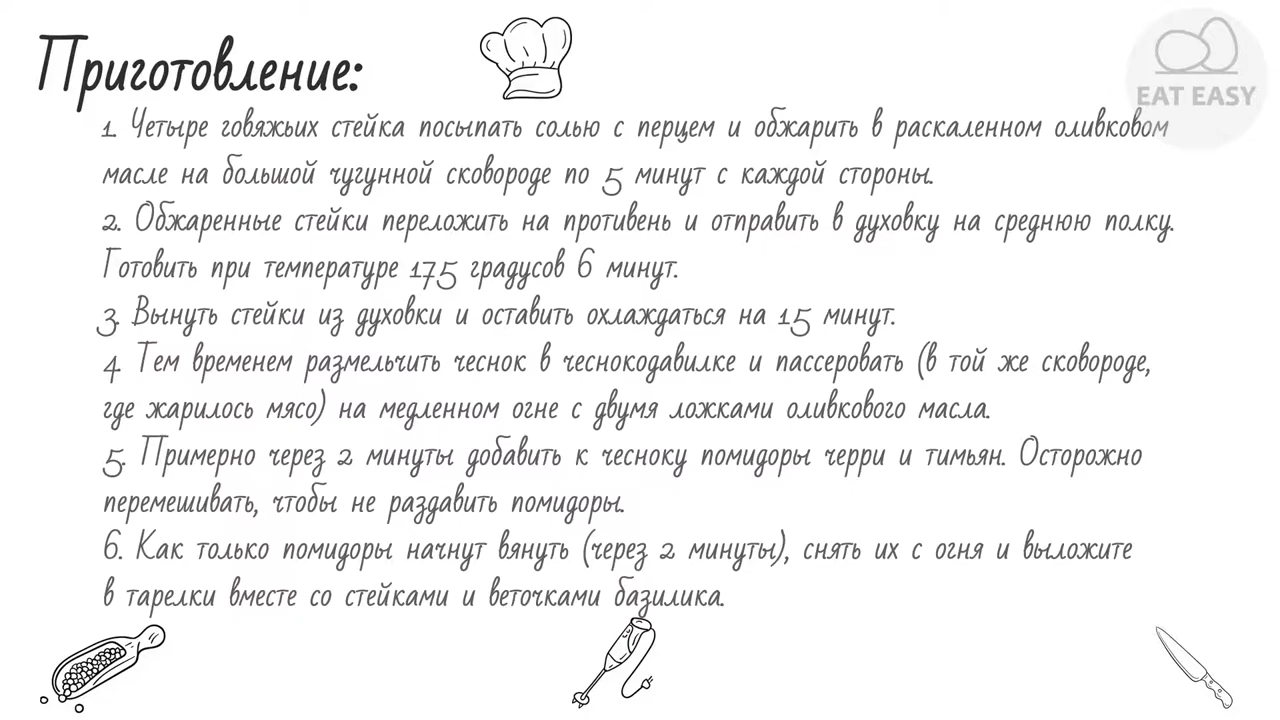 Приготовление:
EAT EASY
1. Четыре говяжьих стейка посыпать солью с перцем и обжарить в раскаленном оливковом
масле на большой чугунной сковороде по 5 минут с каждой стороны.
2. Обжаренные стейки переложить на противень и отправить в духовку на среднюю полку.
Готовить при температуре 175 градусов 6 минут.
3. Вынуть стейки из духовки и оставить охлаждаться на 15 минут.
4. Тем временем размельчить чеснок в чеснокодавилке и пассеровать (в той же сковороде,
где жарилось мясо) на медленном огне с двумя ложками оливкового масла.
5. Примерно через 2 минуты добавить к чесноку помидоры черри и тимьян. Осторожно
перемешивать, чтобы не раздавить помидоры.
6. Как только помидоры начнут вянуть (через 2 минуты), снять их с огня и выложите
в тарелки вместе со стейками и веточками базилика.